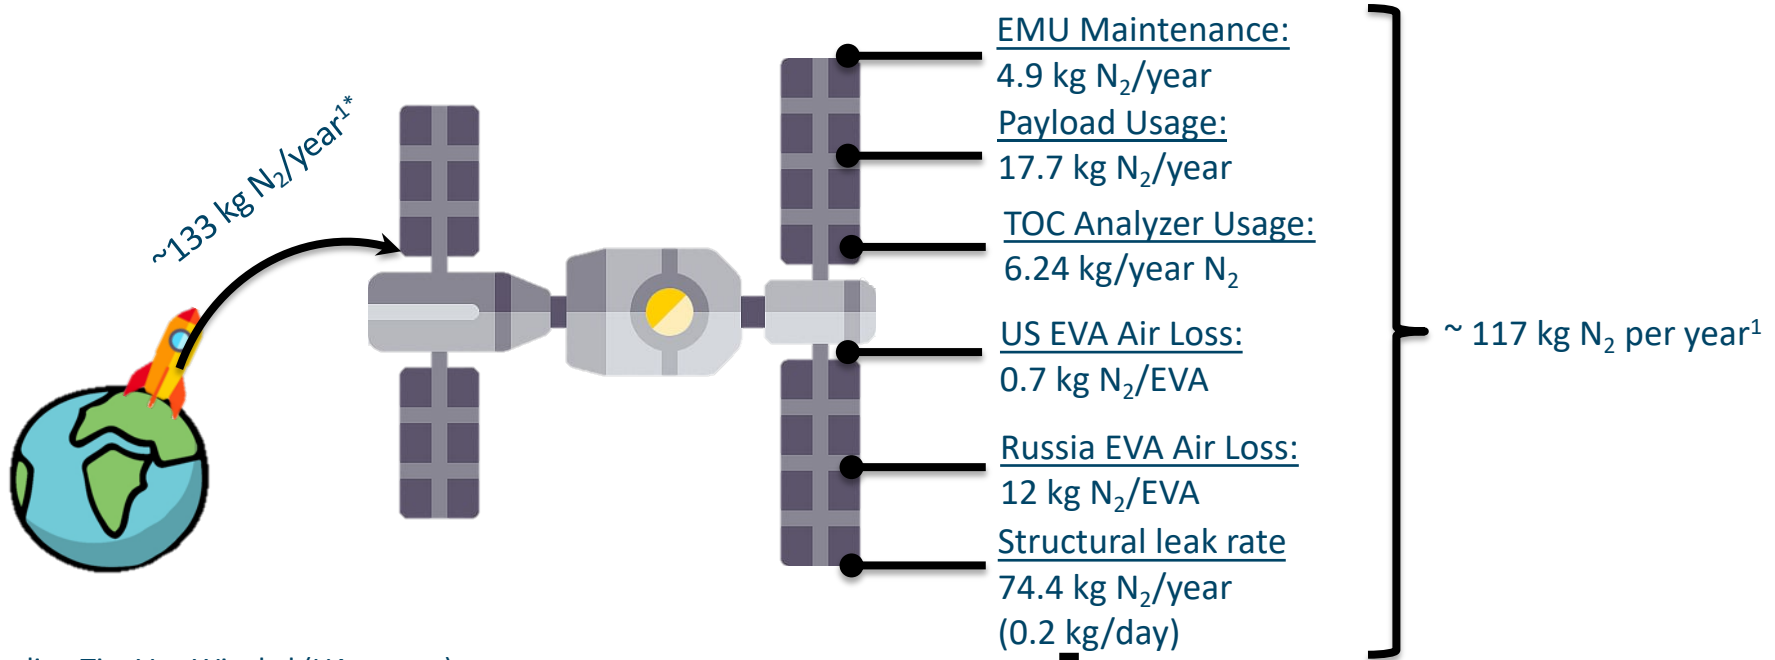 ~133 kg N₂/year¹*
EMU Maintenance:
4.9 kg N₂/year
Payload Usage:
17.7 kg N₂/year
TOC Analyzer Usage:
6.24 kg/year N₂
US EVA Air Loss:
0.7 kg N₂/EVA
Russia EVA Air Loss:
12 kg N₂/EVA
Structural leak rate
74.4 kg N₂/year
(0.2 kg/day)
~ 117 kg N₂ per year¹